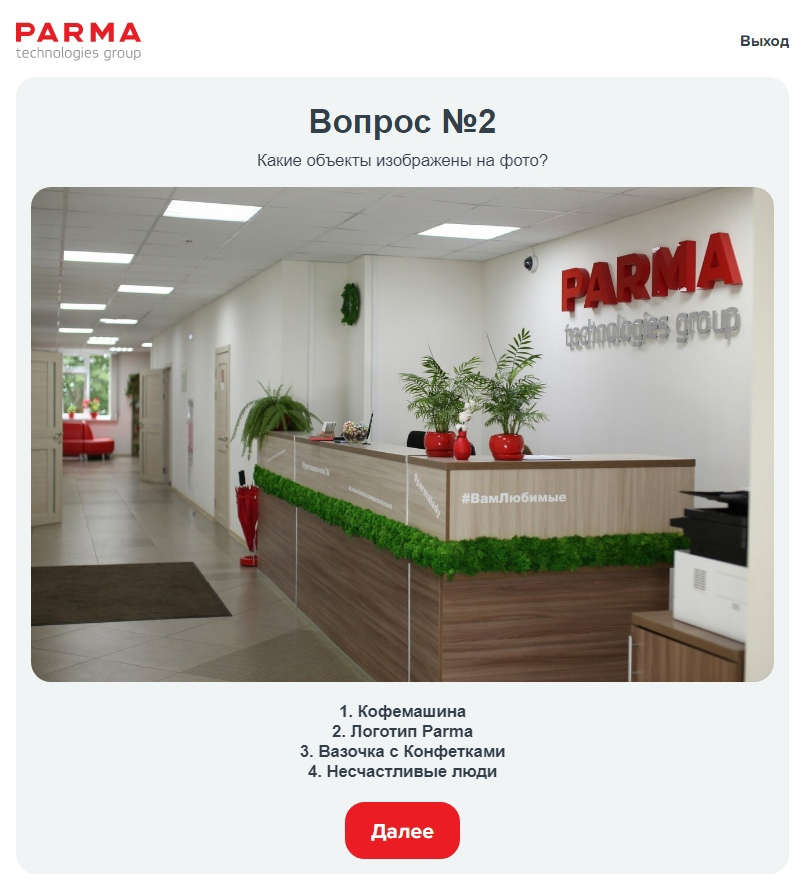 PARMA
technologies group
Выход
Вопрос №2
Какие объекты изображены на фото?
PARMA
technologies group
#ВамЛюбимые
1. Кофемашина
2. Логотип Parma
3. Вазочка с Конфетками
4. Несчастливые люди
Далее